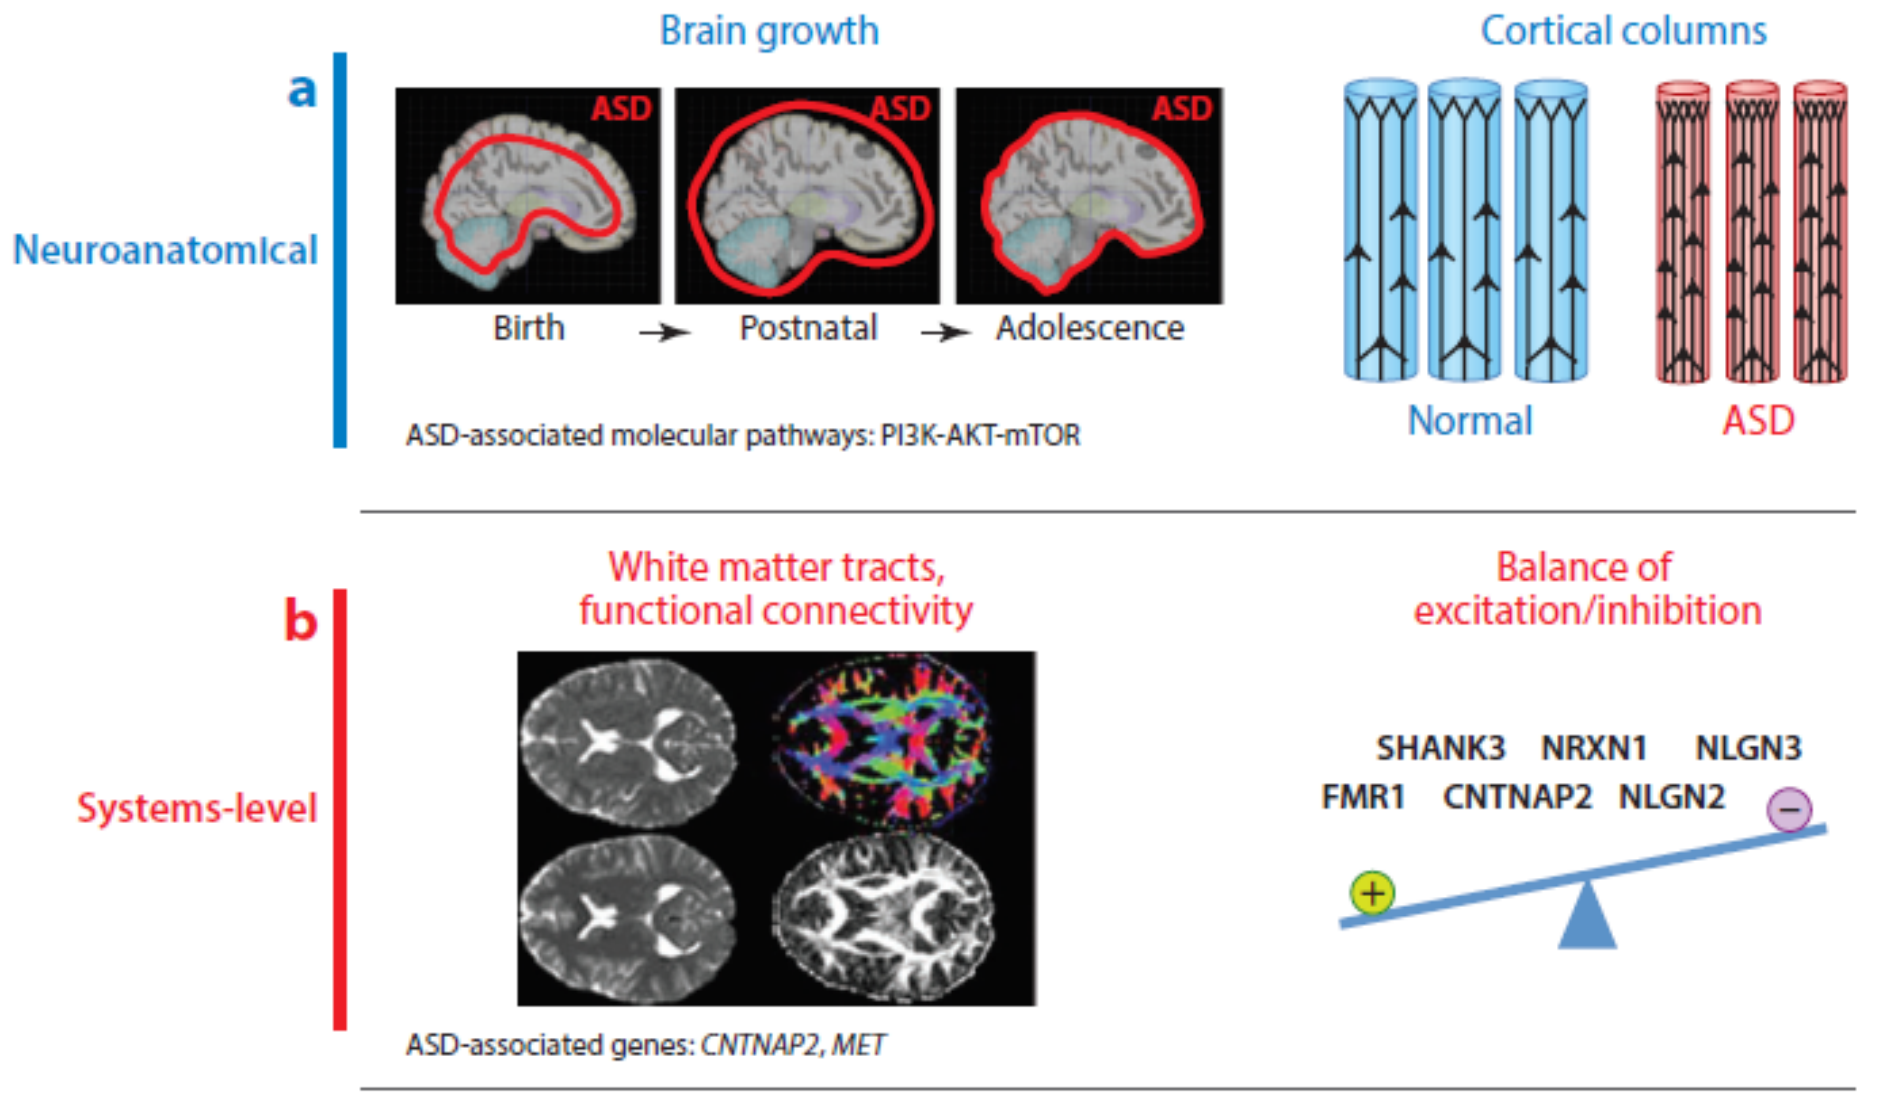 Brain growth
Cortical columns
a
ASD
ASD
ASD
Neuroanatomical
Birth
Postnatal
Adolescence
Normal
ASD
ASD-associated molecular pathways: PI3K-AKT-mTOR
White matter tracts,
functional connectivity
Balance of
excitation/inhibition
b
Systems-level
SHANK3 NRXN1 NLGN3
FMR1 CNTNAP2 NLGN2
−
+
ASD-associated genes: CNTNAP2, MET